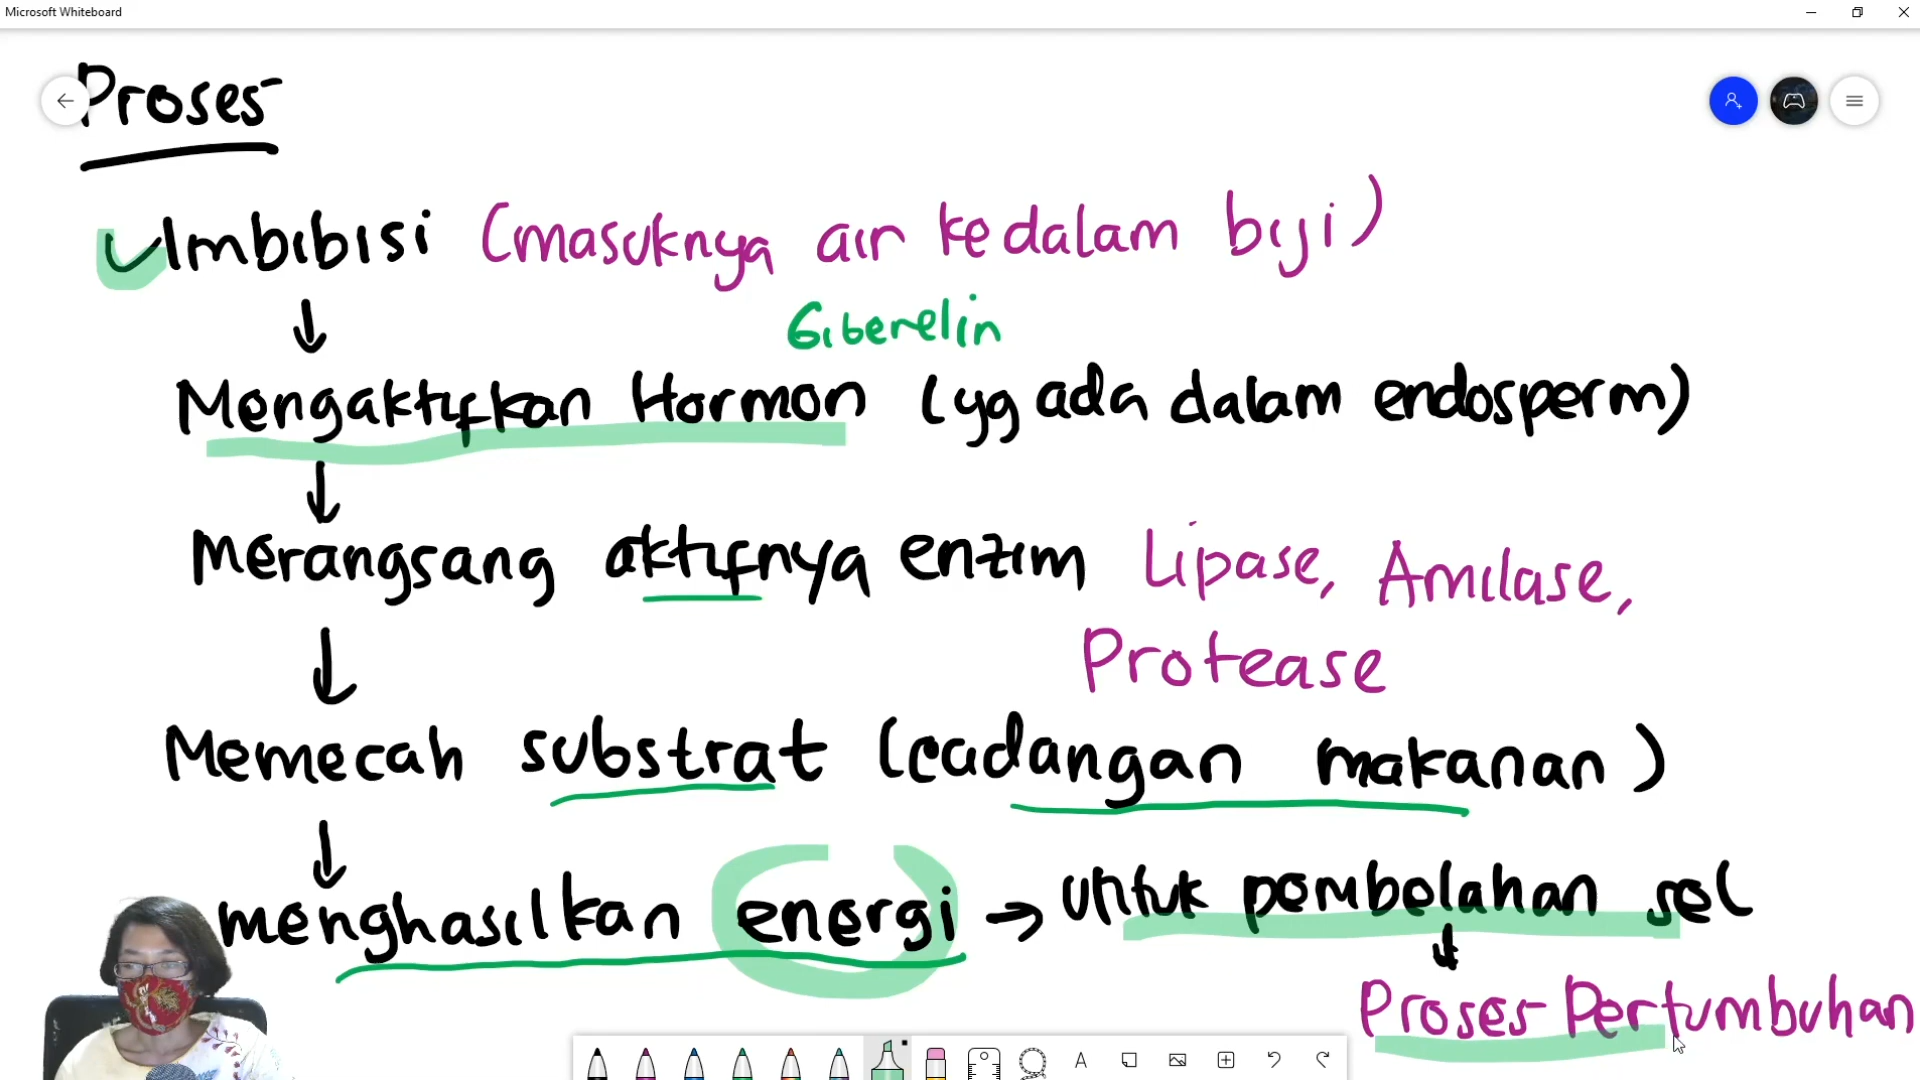 Microsoft Whiteboard
Proses
Imbibisi (masuknya air kedalam biji)
Giberelin
Mengaktifkan Hormon (yg ada dalam endosperm)
Merangsang aktifnya enzim Lipase, Amilase,
Protease
Memecah substrat (cadangan makanan)
menghasilkan energi → untuk pembelahan sel
Proses Pertumbuhan
A